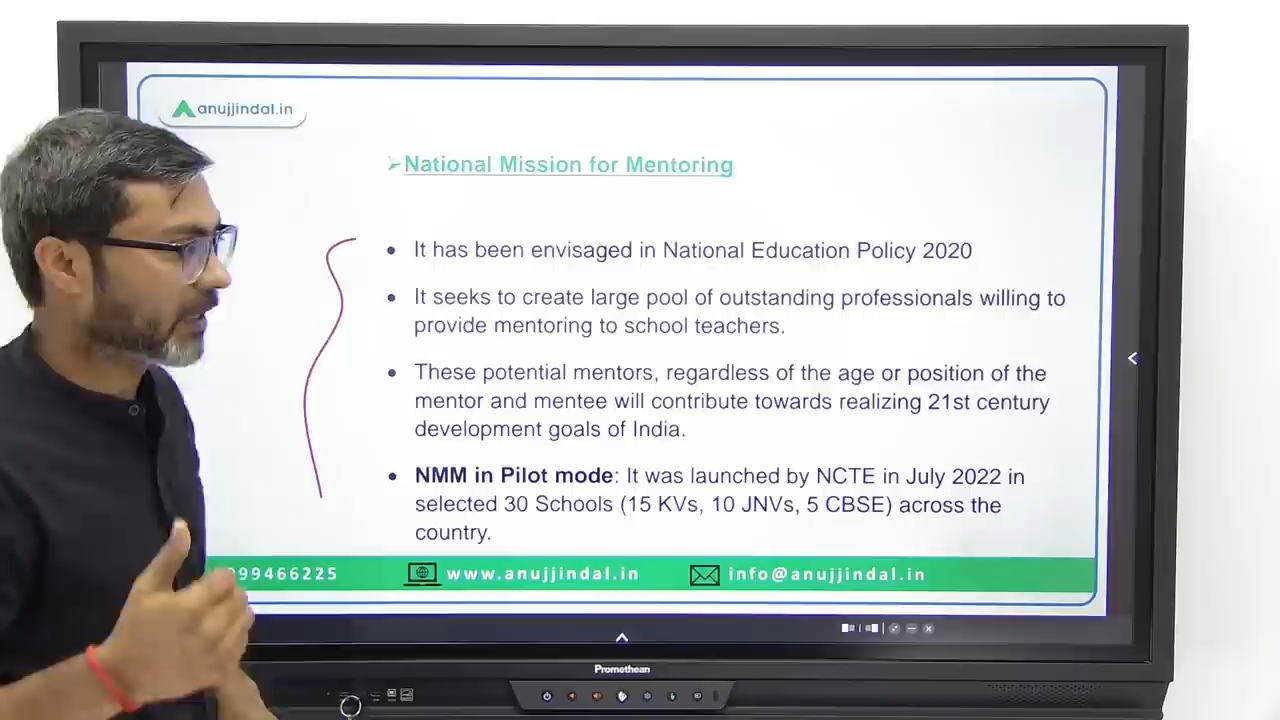 anujjindal.in
➢National Mission for Mentoring
• It has been envisaged in National Education Policy 2020
• It seeks to create large pool of outstanding professionals willing to
provide mentoring to school teachers.
• These potential mentors, regardless of the age or position of the
mentor and mentee will contribute towards realizing 21st century
development goals of India.
• NMM in Pilot mode: It was launched by NCTE in July 2022 in
selected 30 Schools (15 KVs, 10 JNVs, 5 CBSE) across the
country.
99466225 www.anujjindal.in info@anujjindal.in
Promethean